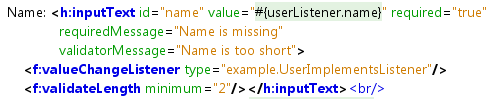 Name: <h:inputText id="name" value="#{userListener.name}" required="true"
requiredMessage="Name is missing"
validatorMessage="Name is too short">
<f:valueChangeListener type="example.UserImplementsListener"/>
<f:validateLength minimum="2"/></h:inputText><br/>